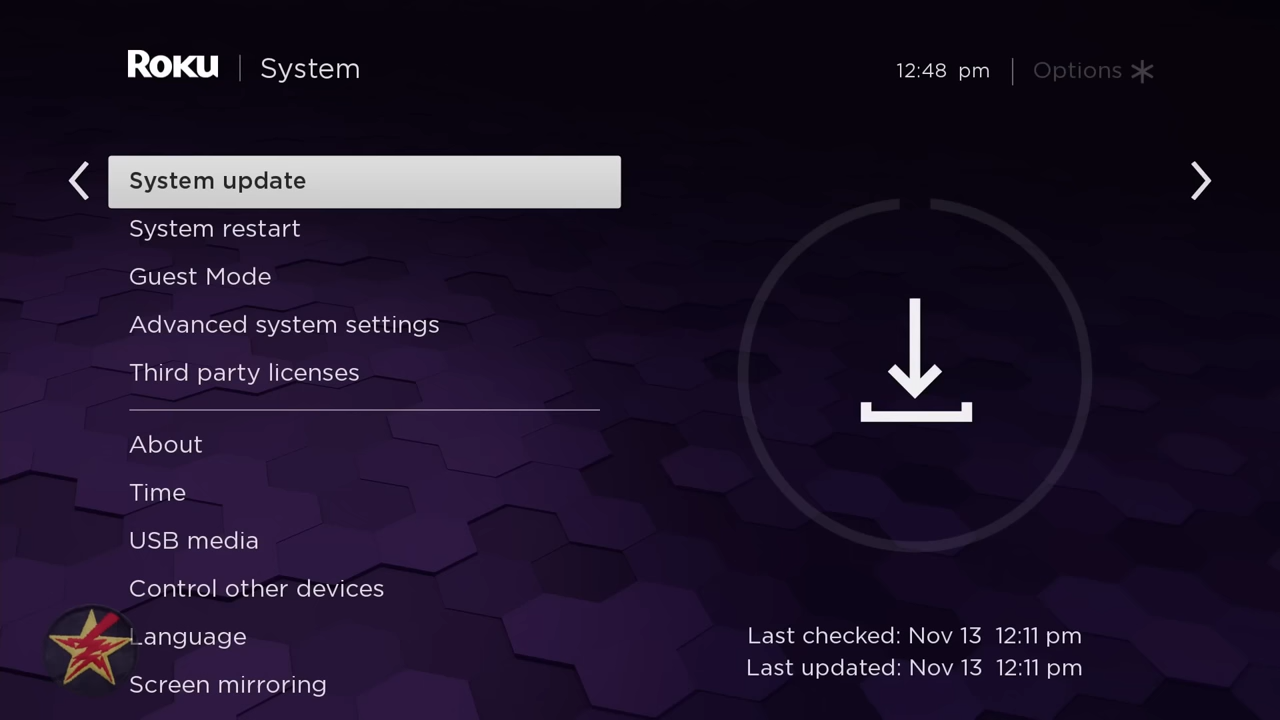 Roku | System
12:48 pm | Options
System update
System restart
Guest Mode
Advanced system settings
Third party licenses
About
Time
USB media
Control other devices
Language
Screen mirroring
Last checked: Nov 13 12:11 pm
Last updated: Nov 13 12:11 pm